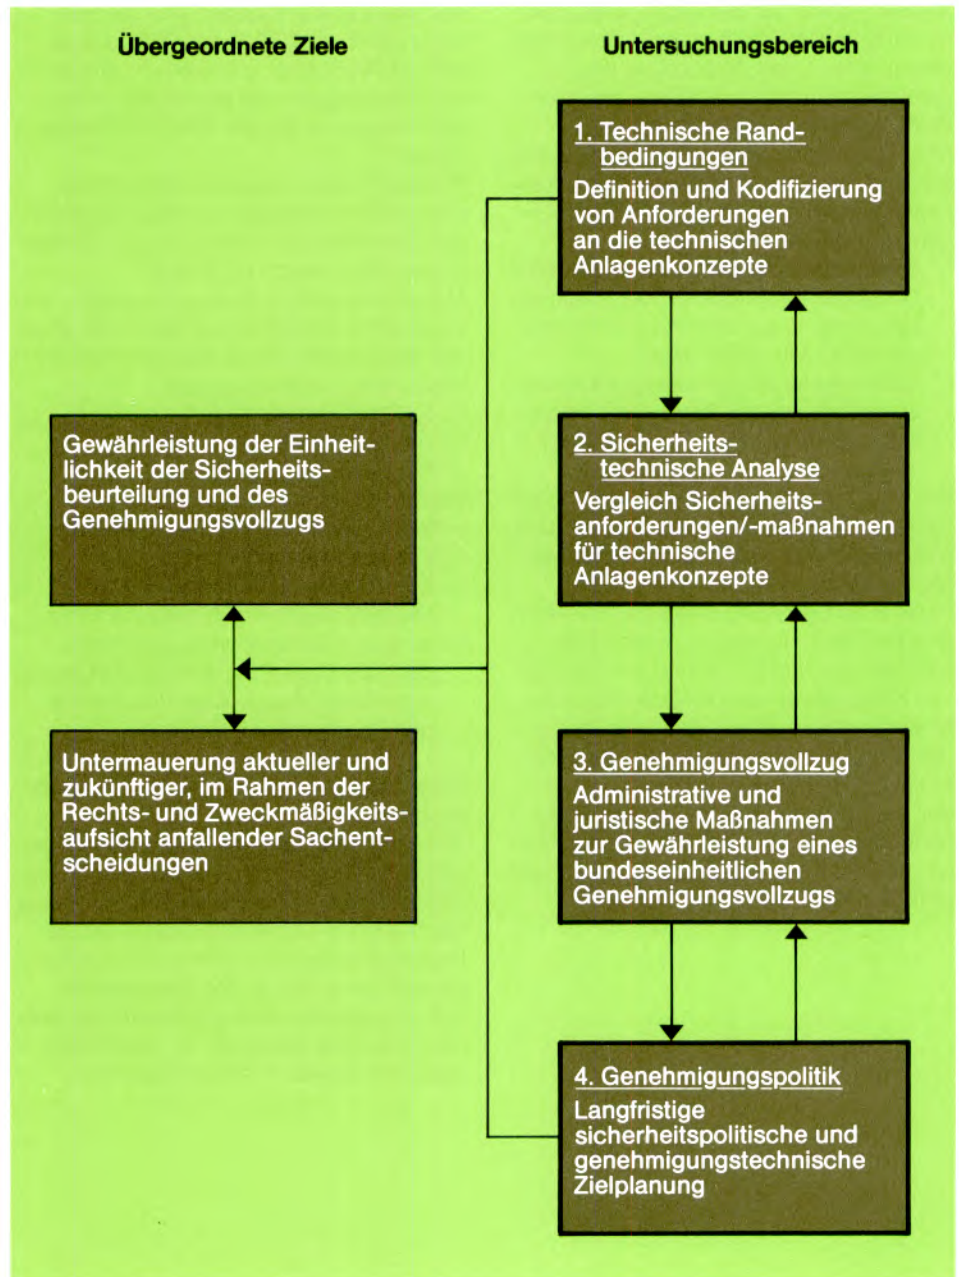 Übergeordnete Ziele
Untersuchungsbereich
Gewährleistung der Einheit-
lichkeit der Sicherheits-
beurteilung und des
Genehmigungsvollzugs
Untermauerung aktueller und
zukünftiger, im Rahmen der
Rechts- und Zweckmäßigkeits-
aufsicht anfallender Sachent-
scheidungen
1. Technische Rand-
bedingungen
Definition und Kodifizierung
von Anforderungen
an die technischen
Anlagenkonzepte
2. Sicherheits-
technische Analyse
Vergleich Sicherheits-
anforderungen/-maßnahmen
für technische
Anlagenkonzepte
3. Genehmigungsvollzug
Administrative und
juristische Maßnahmen
zur Gewährleistung eines
bundeseinheitlichen
Genehmigungsvollzugs
4. Genehmigungspolitik
Langfristige
sicherheitspolitische und
genehmigungstechnische
Zielplanung